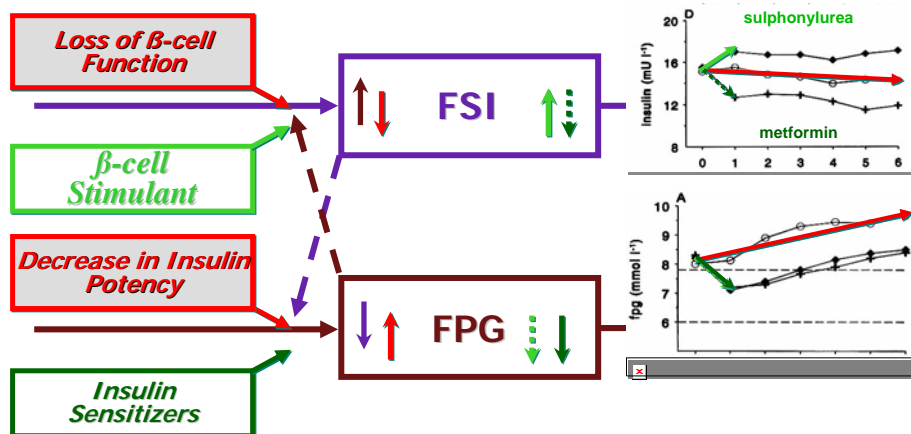 Loss of ß-cell
Function
FSI
ß-cell
Stimulant
Decrease in Insulin
Potency
FPG
Insulin
Sensitizers
D
sulphonylurea
20
16
12
8
Insulin (mU l⁻¹)
metformin
0 1 2 3 4 5 6
A
10
9
8
7
6
fpg (mmol l⁻¹)